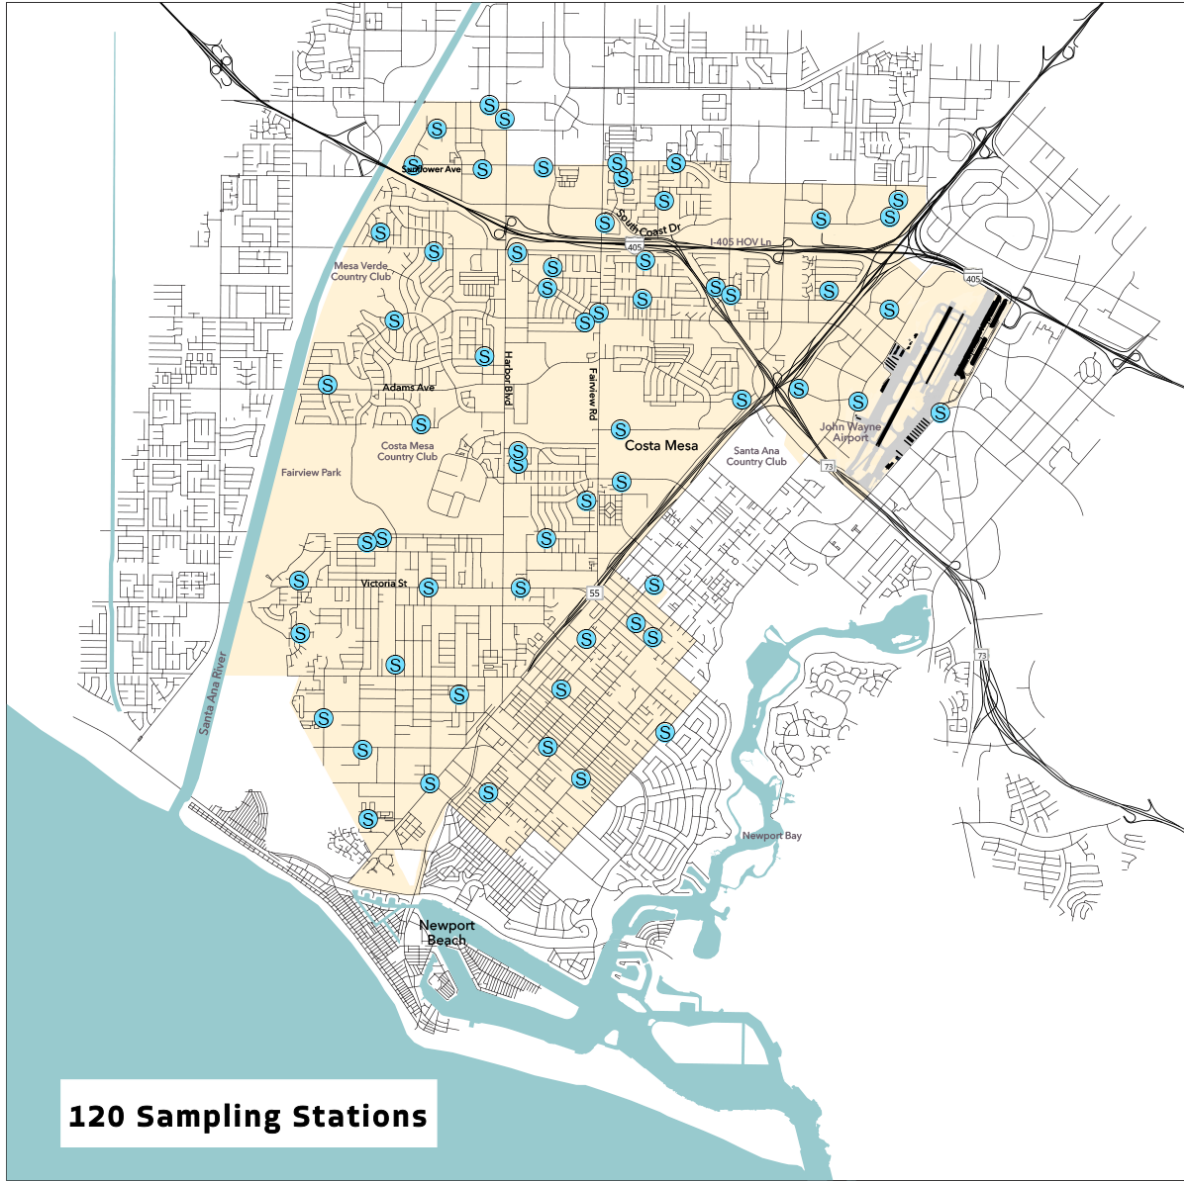 S
S
S
S
Sunflower Ave
S
S
S
S
S
S
S
S
S
S
South Coast Dr
405
I-405 HOV Ln
S
S
S
S
S
Mesa Verde
Country Club
405
S
S
S
S
S
S
S
S
S
S
S
Harbor Blvd
Fairview Rd
S
Adams Ave
S
S
S
S
S
S
John Wayne
Airport
Costa Mesa
Costa Mesa
Country Club
S
S
Santa Ana
Country Club
73
Fairview Park
S
S
S
S
S
S
Victoria St
S
S
S
55
S
S
S
S
S
S
73
Santa Ana River
S
S
S
S
S
S
S
S
S
S
Newport Bay
Newport
Beach
120 Sampling Stations